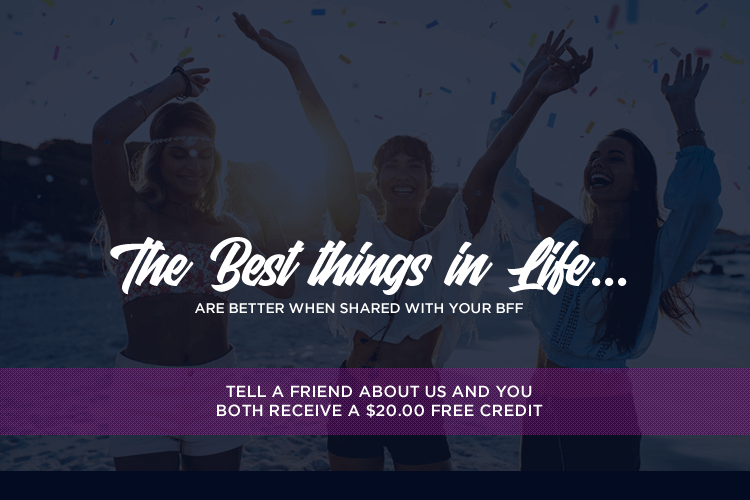 The Best things in Life...
ARE BETTER WHEN SHARED WITH YOUR BFF
TELL A FRIEND ABOUT US AND YOU
BOTH RECEIVE A $20.00 FREE CREDIT